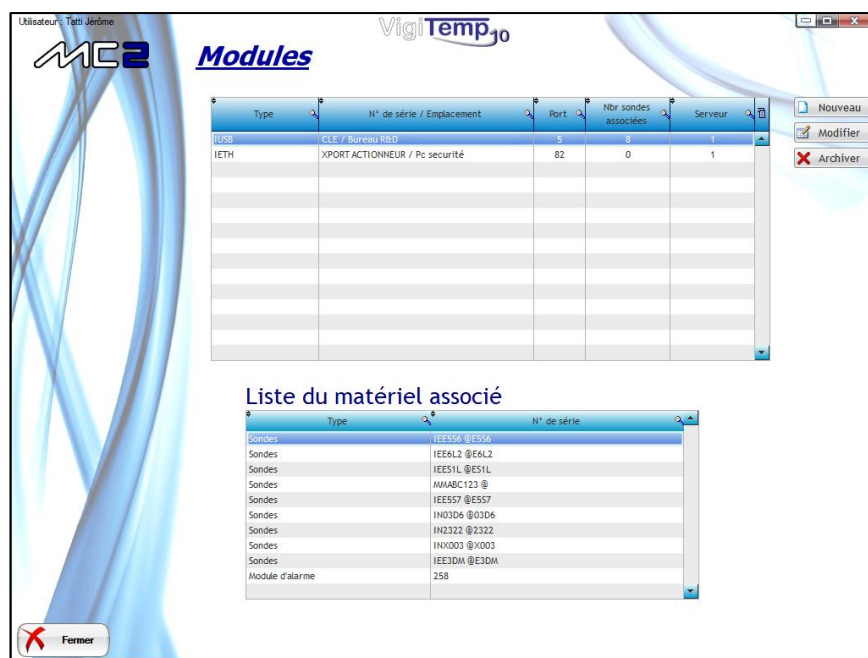 Utilisateur : Tatti Jérôme
VigiTemp10
MC2
Modules
Type N° de série / Emplacement Port Nbr sondes associées Serveur
IUSB CLE / Bureau R&D 5 8 1
IETH XPORT ACTIONNEUR / Pc securité 82 0 1
Nouveau
Modifier
Archiver
Liste du matériel associé
Type N° de série
Sondes IEE5S6 @E5S6
Sondes IEE6L2 @E6L2
Sondes IEES1L @ES1L
Sondes MMABC123 @
Sondes IEE5S7 @E5S7
Sondes IN03D6 @03D6
Sondes IN2322 @2322
Sondes INX003 @X003
Sondes IEE3DM @E3DM
Module d'alarme 258
Fermer